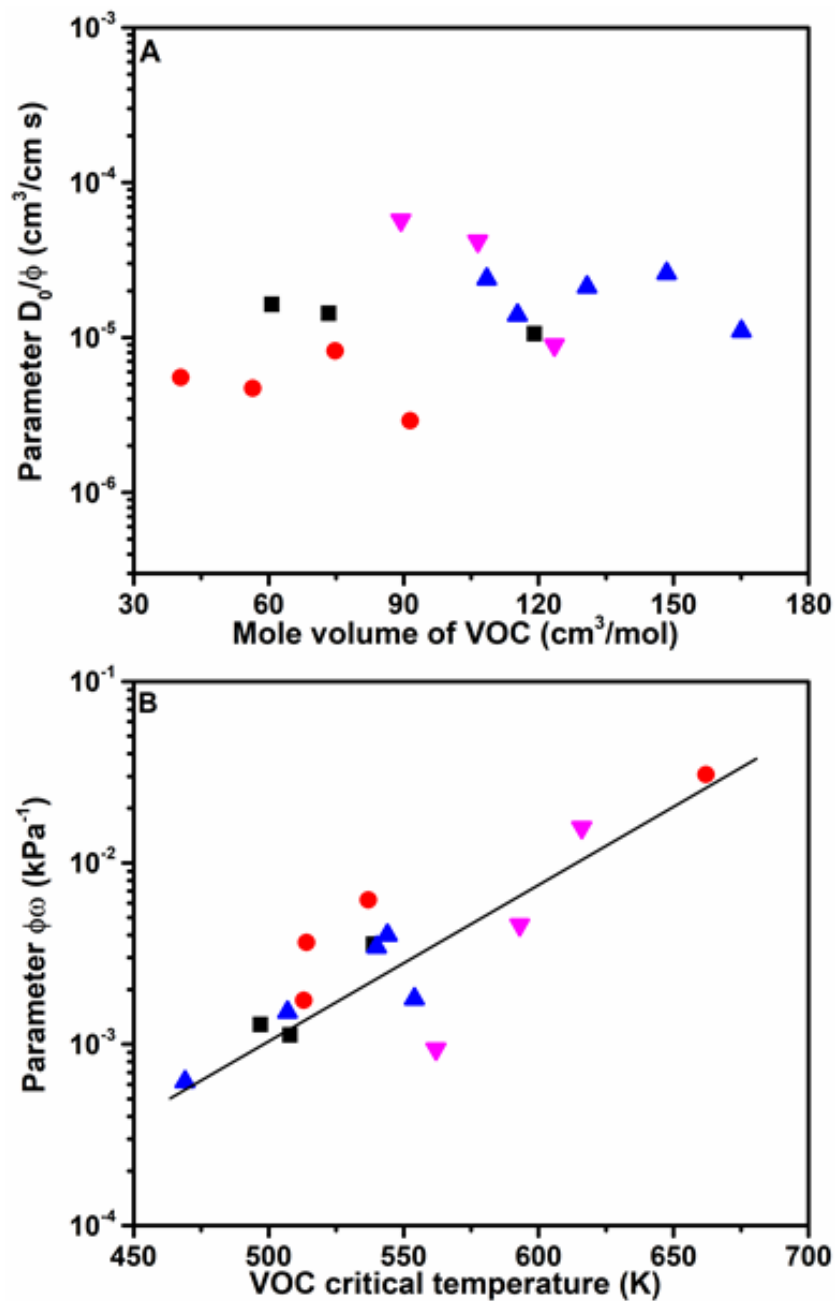 A
10⁻³
10⁻⁴
10⁻⁵
10⁻⁶
Parameter D₀/ϕ (cm³/cm s)
30 60 90 120 150 180
Mole volume of VOC (cm³/mol)
B
10⁻¹
10⁻²
10⁻³
10⁻⁴
Parameter ϕω (kPa⁻¹)
450 500 550 600 650 700
VOC critical temperature (K)